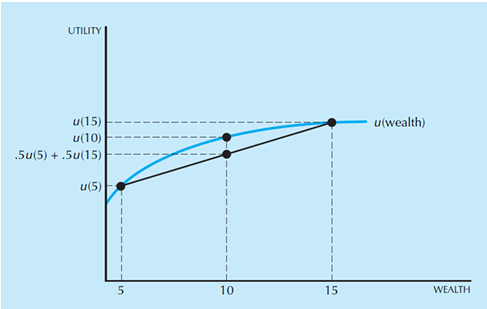 UTILITY
u(15)
u(wealth)
u(10)
.5u(5) + .5u(15)
u(5)
5
10
15
WEALTH